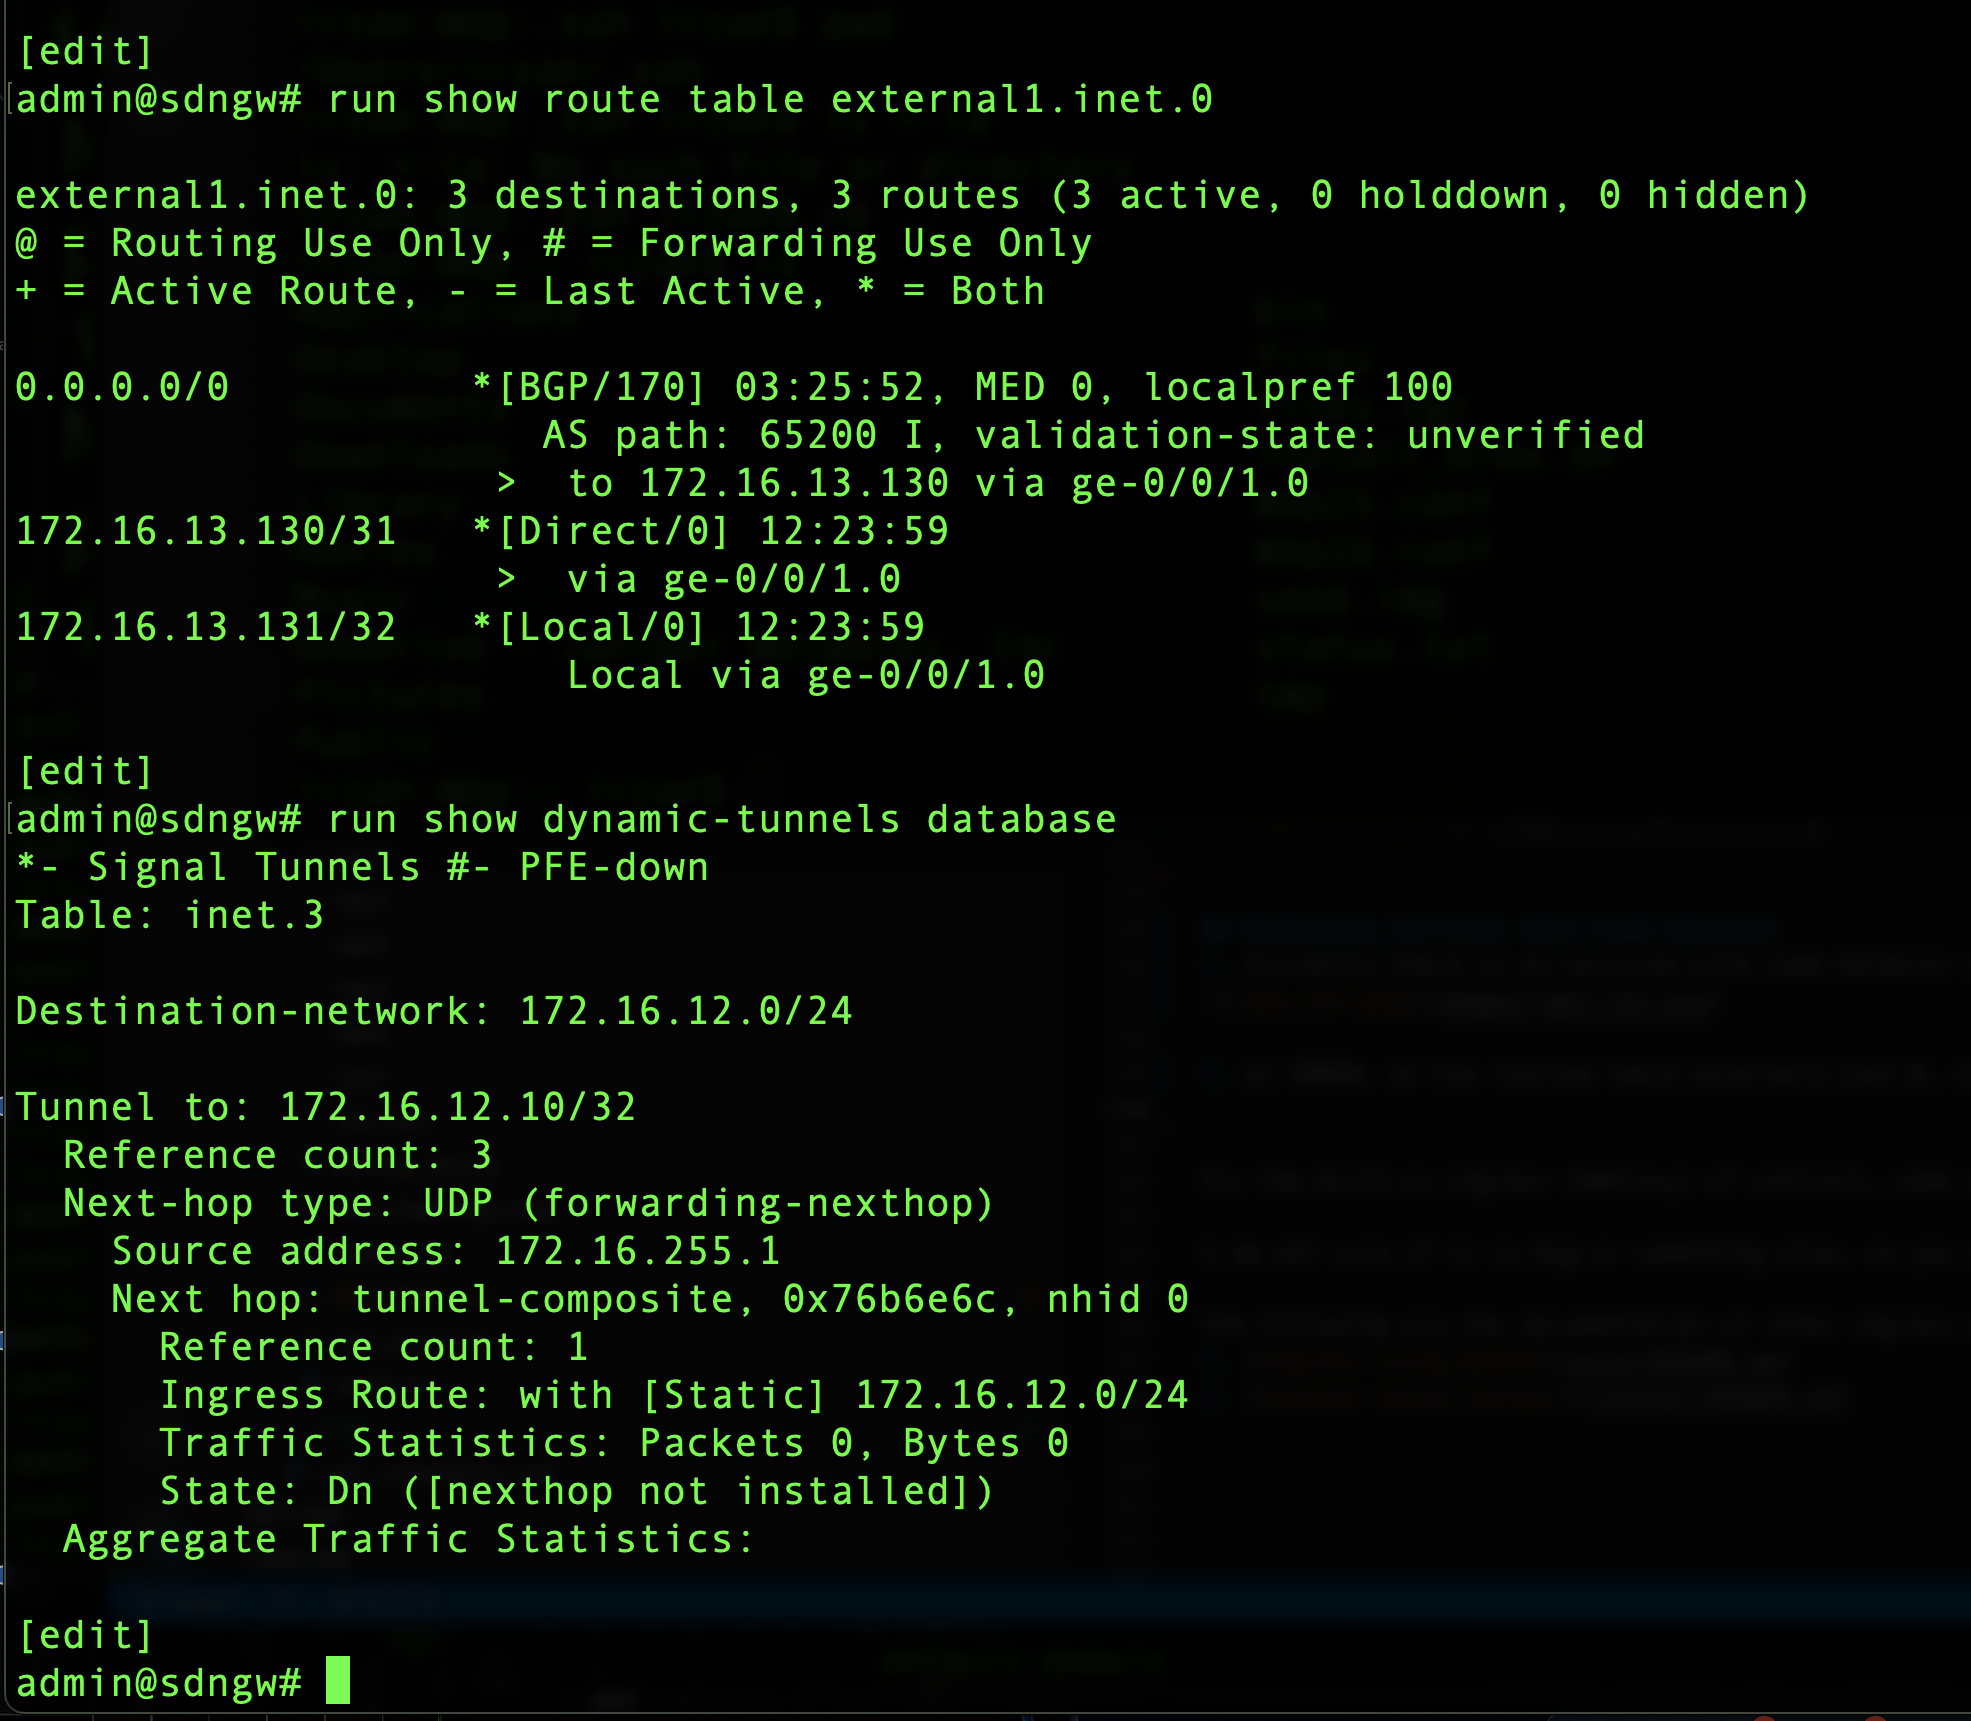 [edit]
admin@sdngw# run show route table external1.inet.0
external1.inet.0: 3 destinations, 3 routes (3 active, 0 holddown, 0 hidden)
@ = Routing Use Only, # = Forwarding Use Only
+ = Active Route, - = Last Active, * = Both
0.0.0.0/0          *[BGP/170] 03:25:52, MED 0, localpref 100
                      AS path: 65200 I, validation-state: unverified
                    >  to 172.16.13.130 via ge-0/0/1.0
172.16.13.130/31   *[Direct/0] 12:23:59
                    >  via ge-0/0/1.0
172.16.13.131/32   *[Local/0] 12:23:59
                       Local via ge-0/0/1.0
[edit]
admin@sdngw# run show dynamic-tunnels database
*- Signal Tunnels #- PFE-down
Table: inet.3
Destination-network: 172.16.12.0/24
Tunnel to: 172.16.12.10/32
  Reference count: 3
  Next-hop type: UDP (forwarding-nexthop)
    Source address: 172.16.255.1
    Next hop: tunnel-composite, 0x76b6e6c, nhid 0
      Reference count: 1
      Ingress Route: with [Static] 172.16.12.0/24
      Traffic Statistics: Packets 0, Bytes 0
      State: Dn ([nexthop not installed])
  Aggregate Traffic Statistics:
[edit]
admin@sdngw#